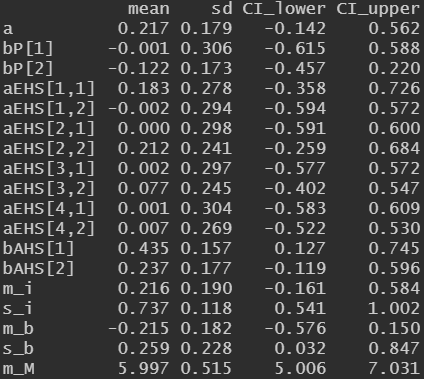 mean sd CI_lower CI_upper
a 0.217 0.179 -0.142 0.562
bP[1] -0.001 0.306 -0.615 0.588
bP[2] -0.122 0.173 -0.457 0.220
aEHS[1,1] 0.183 0.278 -0.358 0.726
aEHS[1,2] -0.002 0.294 -0.594 0.572
aEHS[2,1] 0.000 0.298 -0.591 0.600
aEHS[2,2] 0.212 0.241 -0.259 0.684
aEHS[3,1] 0.002 0.297 -0.577 0.572
aEHS[3,2] 0.077 0.245 -0.402 0.547
aEHS[4,1] 0.001 0.304 -0.583 0.609
aEHS[4,2] 0.007 0.269 -0.522 0.530
bAHS[1] 0.435 0.157 0.127 0.745
bAHS[2] 0.237 0.177 -0.119 0.596
m_i 0.216 0.190 -0.161 0.584
s_i 0.737 0.118 0.541 1.002
m_b -0.215 0.182 -0.576 0.150
s_b 0.259 0.228 0.032 0.847
m_M 5.997 0.515 5.006 7.031